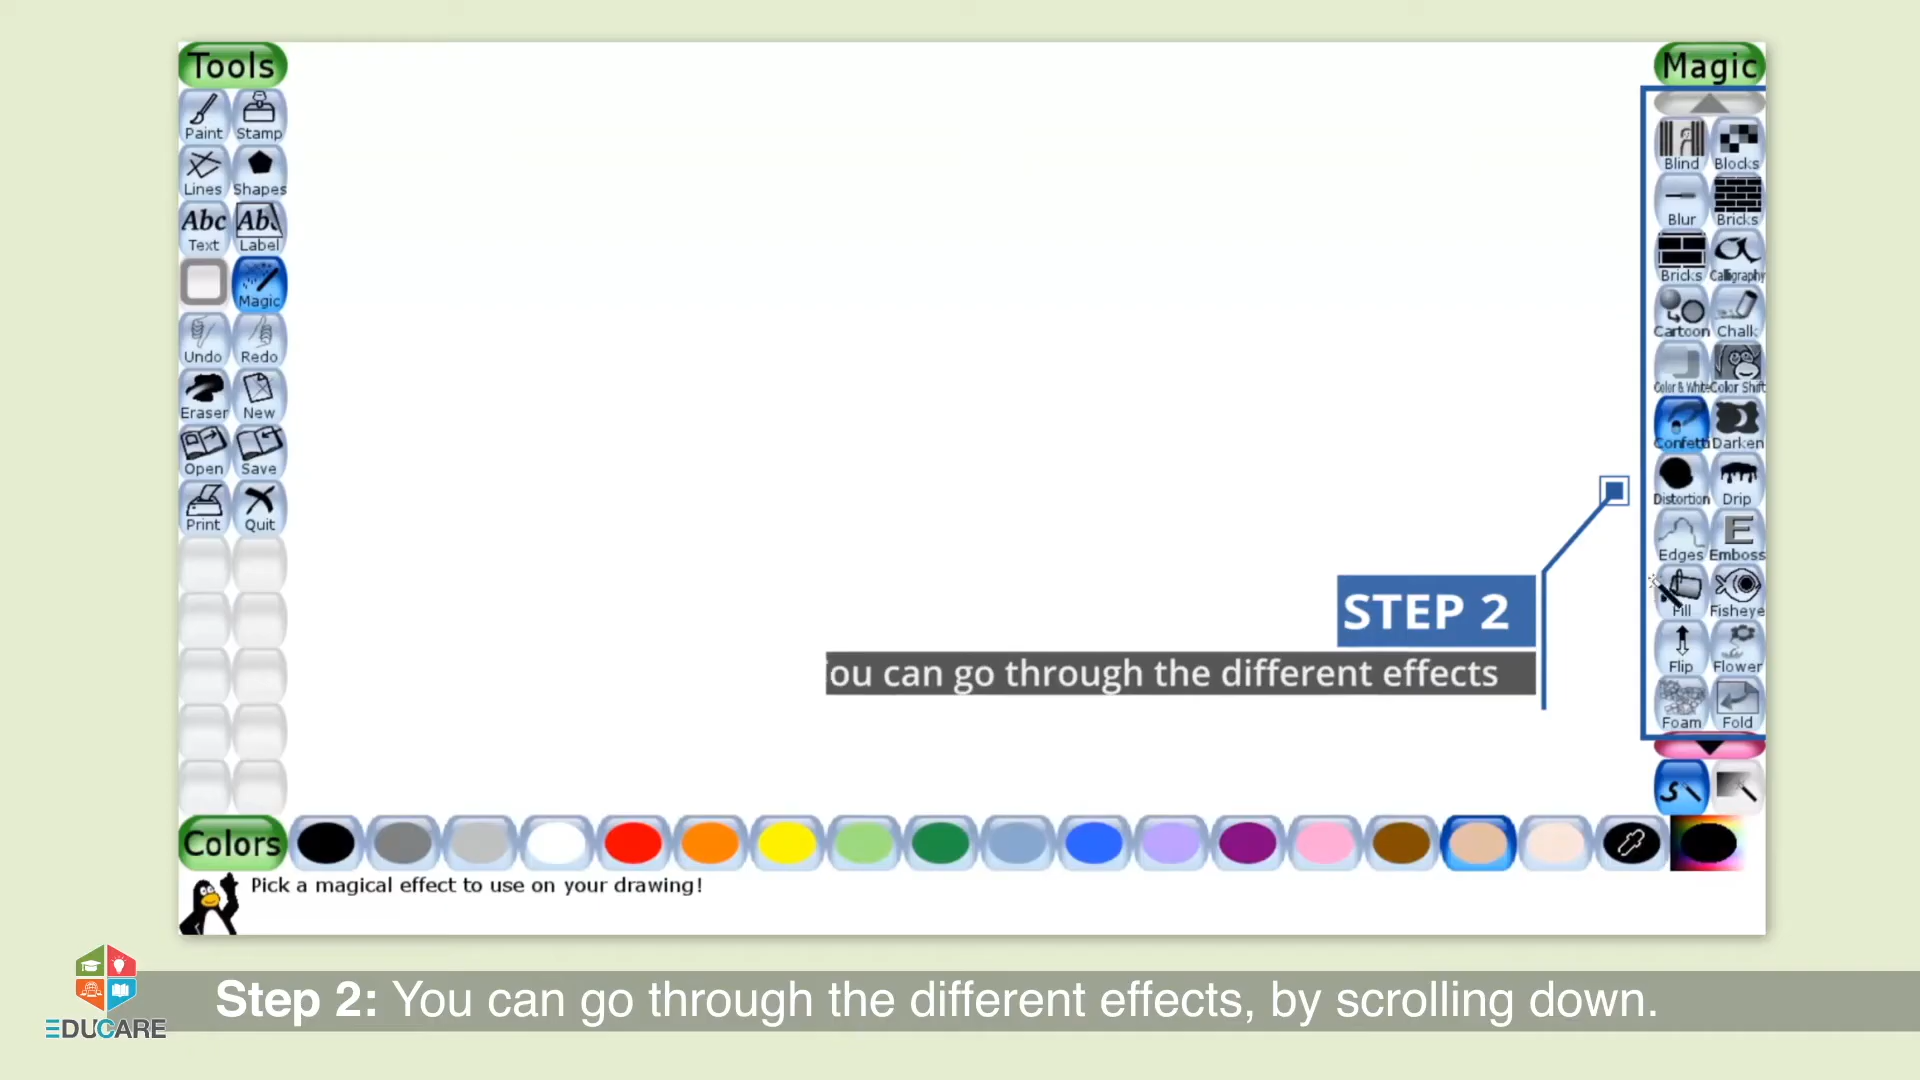 Tools
Magic
Paint Stamp
Lines Shapes
Abc Abc
Text Label
Magic
Undo Redo
Eraser New
Open Save
Print Quit
Blind Blocks
Blur Bricks
Bricks Calligraphy
Cartoon Chalk
Color & White Color Shift
Confetti Darken
Distortion Drip
E
Edges Emboss
Fill Fisheye
Flip Flower
Foam Fold
STEP 2
ou can go through the different effects
Colors
Pick a magical effect to use on your drawing!
EDUCARE
Step 2: You can go through the different effects, by scrolling down.